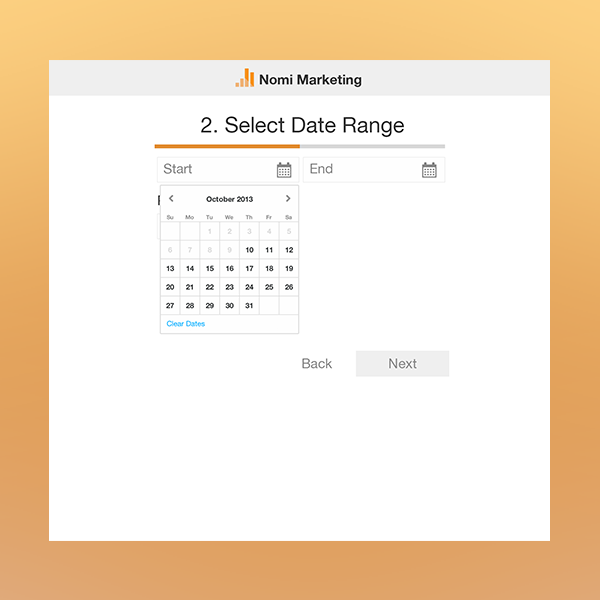 Nomi Marketing
2. Select Date Range
Start End
October 2013
Su Mo Tu We Th Fr Sa
1 2 3 4 5
6 7 8 9 10 11 12
13 14 15 16 17 18 19
20 21 22 23 24 25 26
27 28 29 30 31
Clear Dates
Back Next